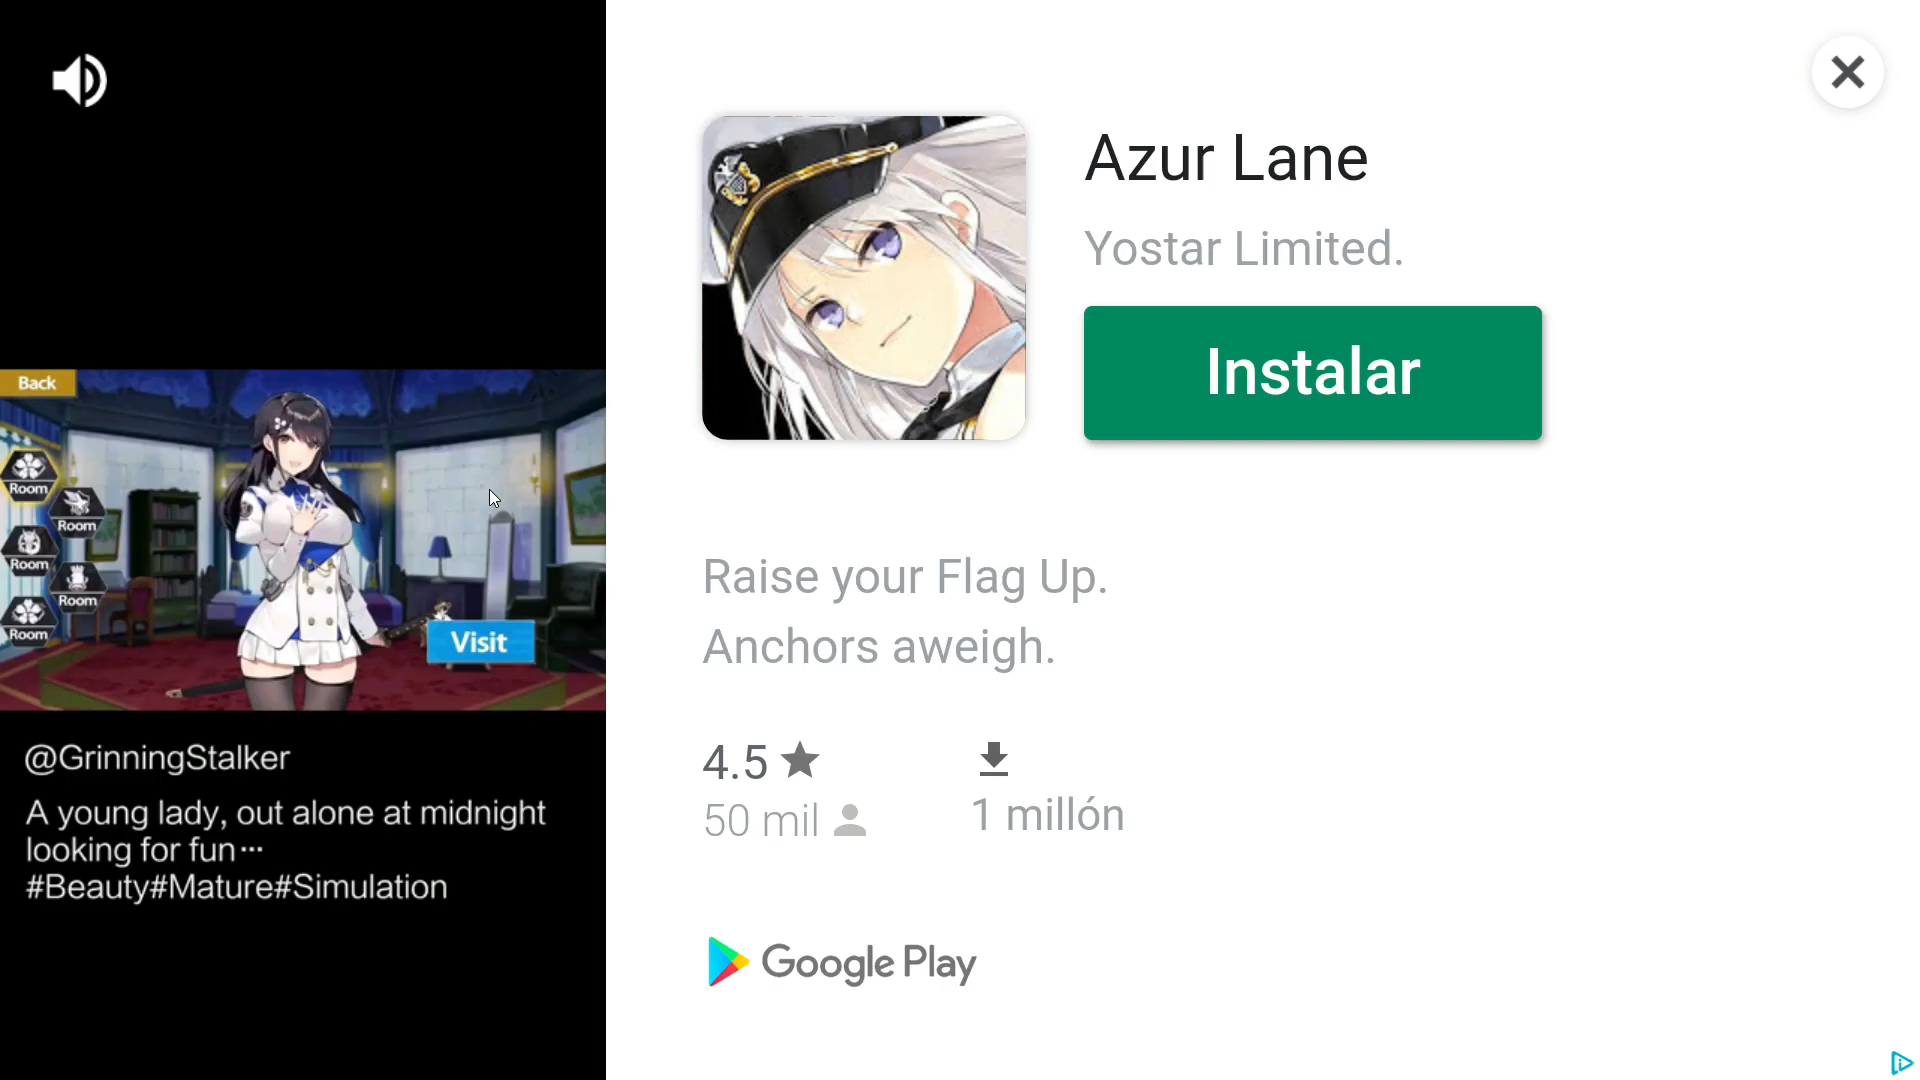 Back
Room
Room
Room
Room
Room
Visit
@GrinningStalker
A young lady, out alone at midnight
looking for fun···
#Beauty#Mature#Simulation
Azur Lane
Yostar Limited.
Instalar
Raise your Flag Up.
Anchors aweigh.
4.5
50 mil
1 millón
Google Play